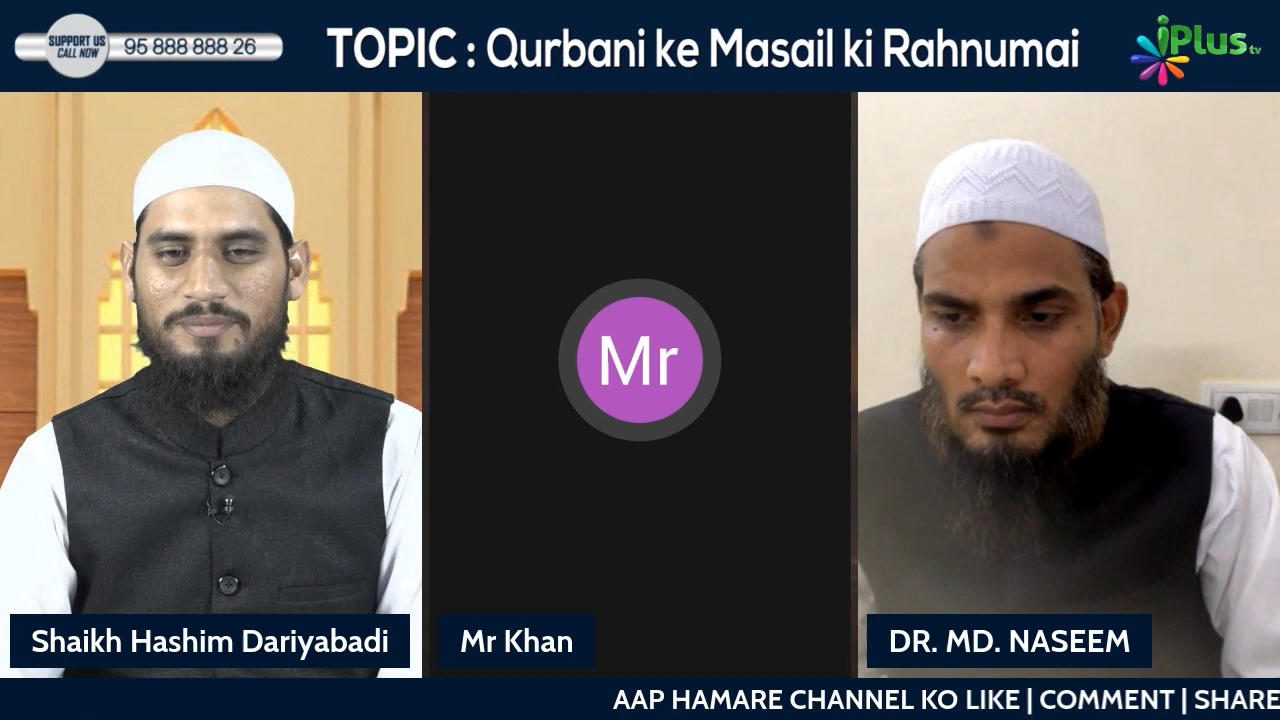 SUPPORT US
CALL NOW
95 888 888 26
TOPIC : Qurbani ke Masail ki Rahnumai
iPlus tv
Mr
Shaikh Hashim Dariyabadi
Mr Khan
DR. MD. NASEEM
AAP HAMARE CHANNEL KO LIKE | COMMENT | SHARE